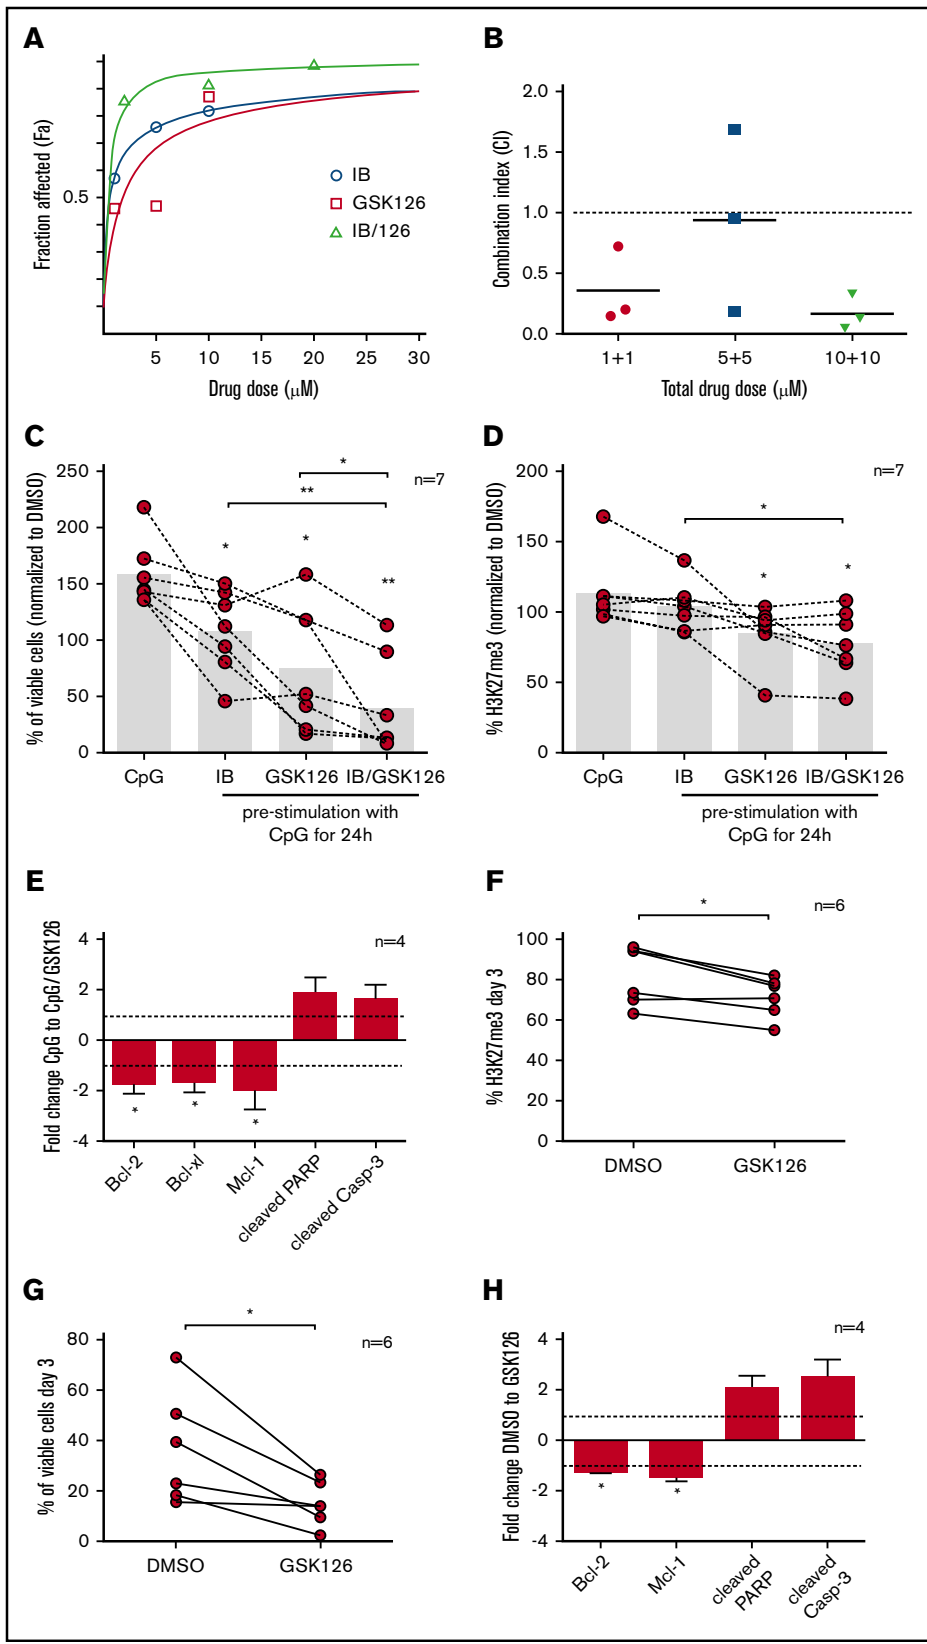 A
Fraction affected (Fa)
0.5
IB
GSK126
IB/126
5
10
15
20
25
30
Drug dose (μM)
B
Combination index (CI)
2.0
1.5
1.0
0.5
0.0
1+1
5+5
10+10
Total drug dose (μM)
C
% of viable cells (normalized to DMSO)
250
200
150
100
50
0
*
**
n=7
*
*
**
CpG
IB
GSK126
IB/GSK126
pre-stimulation with
CpG for 24h
D
% H3K27me3 (normalized to DMSO)
200
150
100
50
0
n=7
*
*
*
CpG
IB
GSK126
IB/GSK126
pre-stimulation with
CpG for 24h
E
Fold change CpG to CpG/GSK126
4
2
0
-2
-4
n=4
*
*
*
Bcl-2
Bcl-xl
Mcl-1
cleaved PARP
cleaved Casp-3
F
% H3K27me3 day 3
100
80
60
40
20
0
*
n=6
DMSO
GSK126
G
% of viable cells day 3
80
60
40
20
0
*
n=6
DMSO
GSK126
H
Fold change DMSO to GSK126
4
2
0
-2
-4
n=4
*
*
Bcl-2
Mcl-1
cleaved
PARP
cleaved
Casp-3